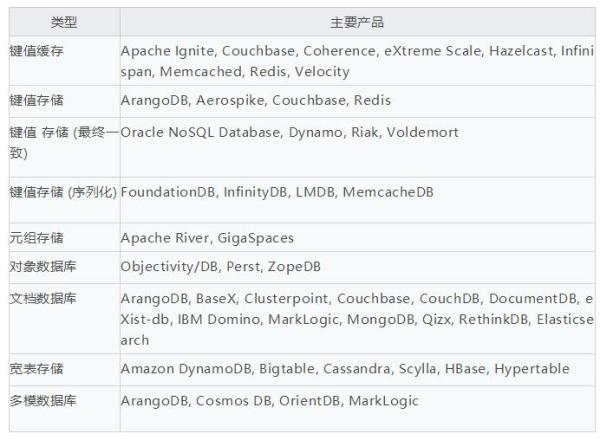 类型 主要产品
键值缓存 Apache Ignite, Couchbase, Coherence, eXtreme Scale, Hazelcast, Infini
span, Memcached, Redis, Velocity
键值存储 ArangoDB, Aerospike, Couchbase, Redis
键值 存储 (最终一 Oracle NoSQL Database, Dynamo, Riak, Voldemort
致)
键值存储 (序列化) FoundationDB, InfinityDB, LMDB, MemcacheDB
元组存储 Apache River, GigaSpaces
对象数据库 Objectivity/DB, Perst, ZopeDB
文档数据库 ArangoDB, BaseX, Clusterpoint, Couchbase, CouchDB, DocumentDB, e
Xist-db, IBM Domino, MarkLogic, MongoDB, Qizx, RethinkDB, Elasticse
arch
宽表存储 Amazon DynamoDB, Bigtable, Cassandra, Scylla, HBase, Hypertable
多模数据库 ArangoDB, Cosmos DB, OrientDB, MarkLogic